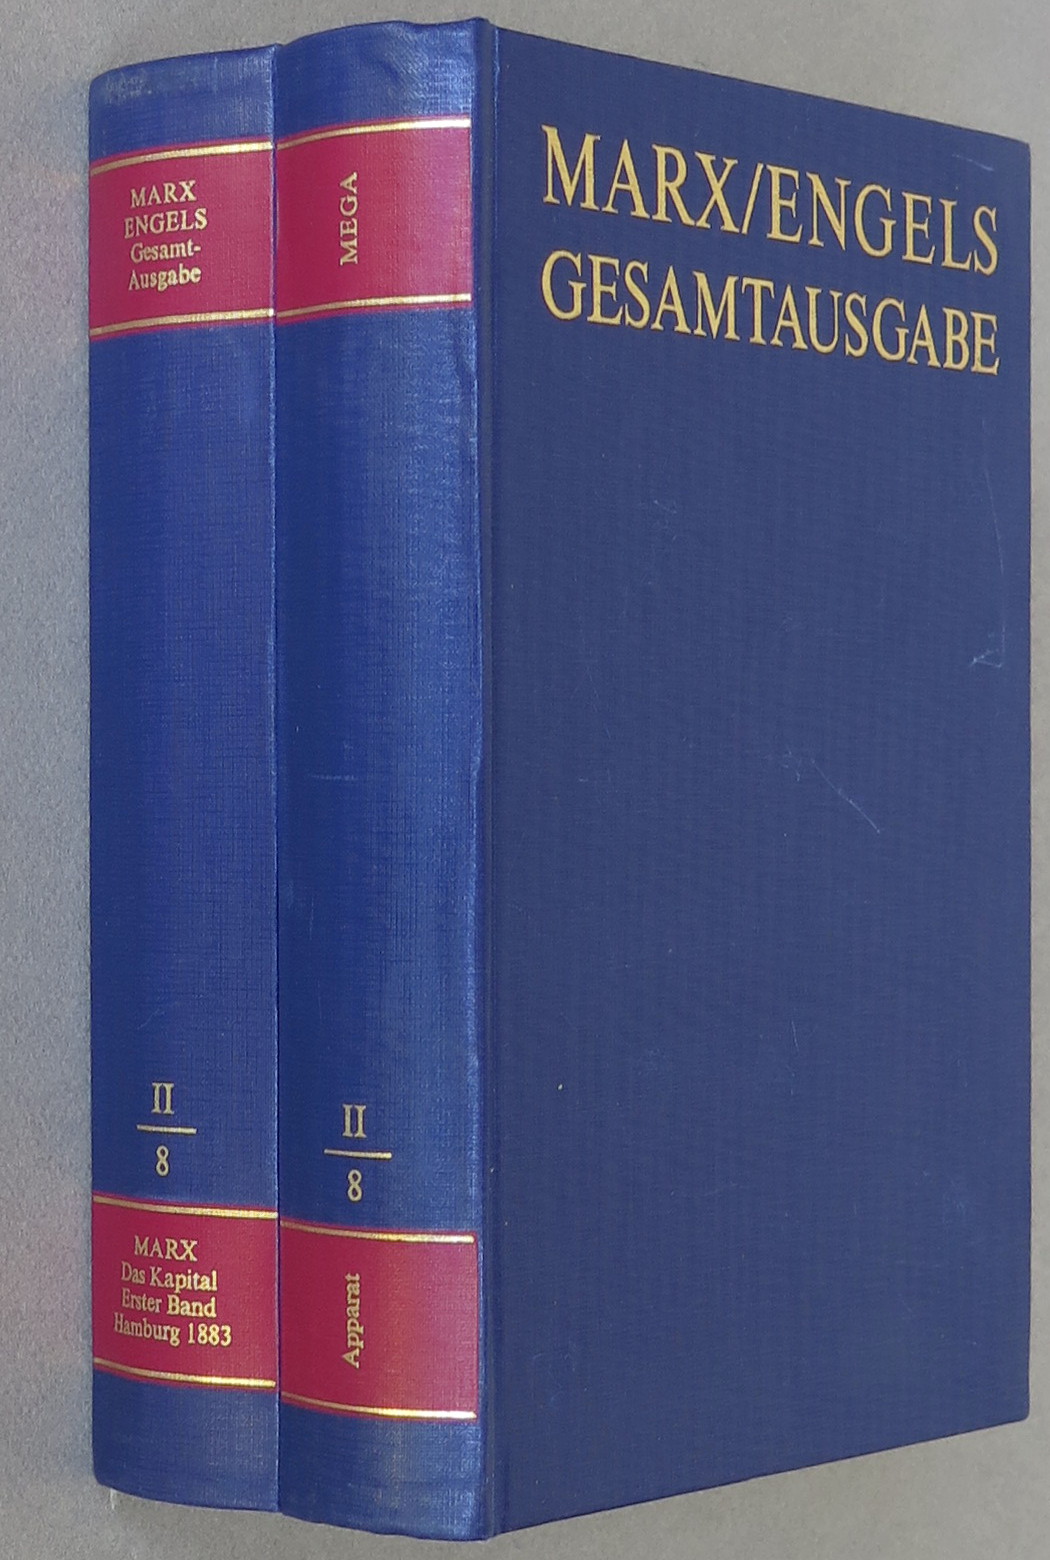 MARX
ENGELS
Gesamt-
Ausgabe
II
8
MARX
Das Kapital
Erster Band
Hamburg 1883
MEGA
II
8
Apparat
MARX/ENGELS
GESAMTAUSGABE